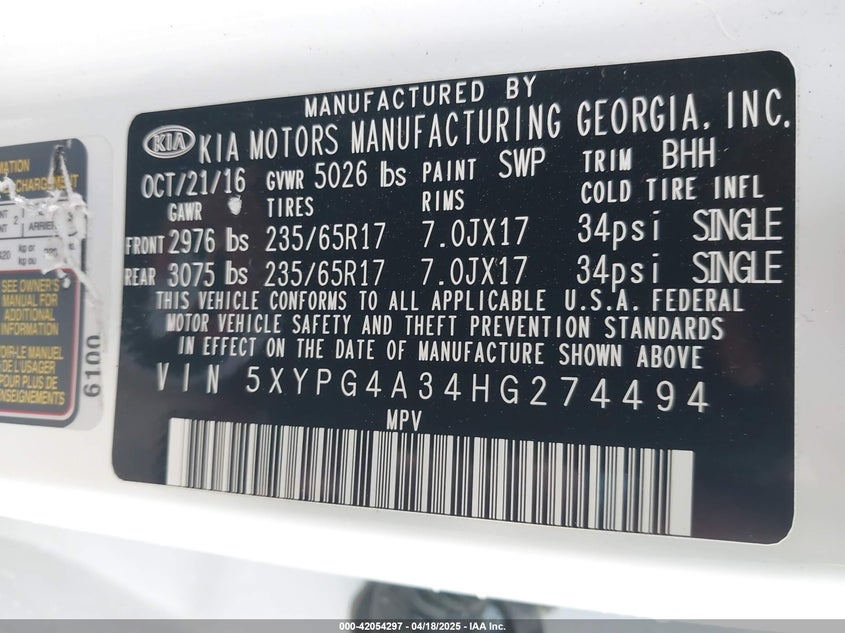 MANUFACTURED BY
KIA KIA MOTORS MANUFACTURING GEORGIA, INC.
OCT/21/16 GVWR 5026 lbs PAINT SWP TRIM BHH
GAWR TIRES RIMS COLD TIRE INFL
FRONT 2976 lbs 235/65R17 7.0JX17 34psi SINGLE
REAR 3075 lbs 235/65R17 7.0JX17 34psi SINGLE
THIS VEHICLE CONFORMS TO ALL APPLICABLE U.S.A. FEDERAL
MOTOR VEHICLE SAFETY AND THEFT PREVENTION STANDARDS
IN EFFECT ON THE DATE OF MANUFACTURE SHOWN ABOVE
VIN 5XYPG4A34HG274494
MPV
SEE OWNER'S
MANUAL FOR
ADDITIONAL
INFORMATION
LE MANUEL
6100
000-42054297 - 04/18/2025 - IAA Inc.